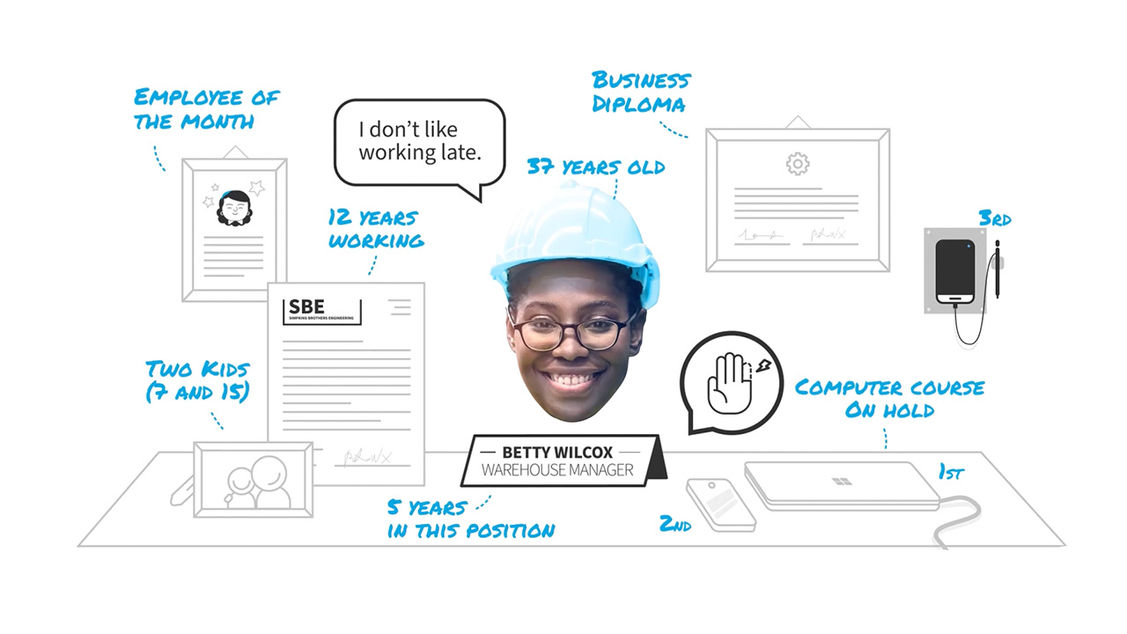 EMPLOYEE OF
THE MONTH
I don't like
working late.
BUSINESS
DIPLOMA
37 YEARS OLD
12 YEARS
WORKING
3RD
SBE
SIMPKINS BROTHERS ENGINEERING
TWO KIDS
(7 AND 15)
COMPUTER COURSE
ON HOLD
BETTY WILCOX
WAREHOUSE MANAGER
1ST
5 YEARS
IN THIS POSITION
2ND